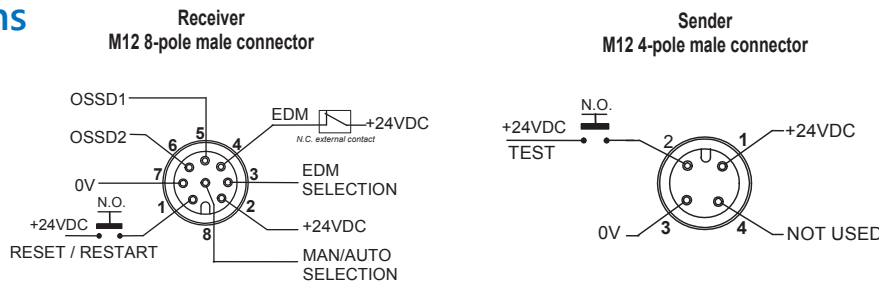 ns
Receiver
M12 8-pole male connector
OSSD1
OSSD2
0V
N.O.
+24VDC
RESET / RESTART
5
6
4
7
3
1
2
8
EDM
+24VDC
N.C. external contact
EDM
SELECTION
+24VDC
MAN/AUTO
SELECTION
Sender
M12 4-pole male connector
N.O.
+24VDC
TEST
2
1
+24VDC
0V
3
4
NOT USED